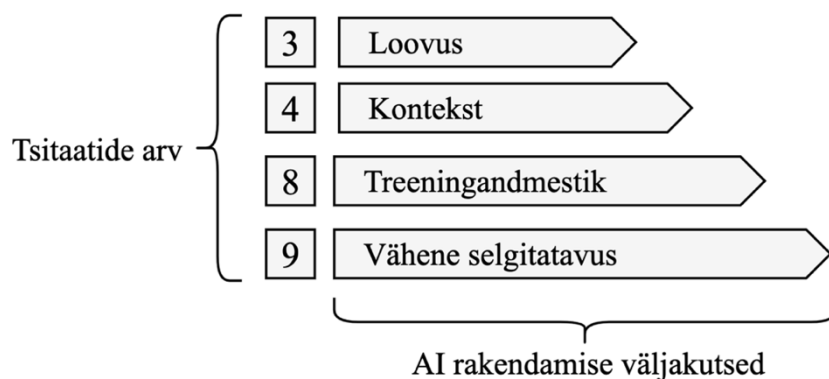 3 Loovus
4 Kontekst
Tsitaatide arv
8 Treeningandmestik
9 Vähene selgitatavus
AI rakendamise väljakutsed